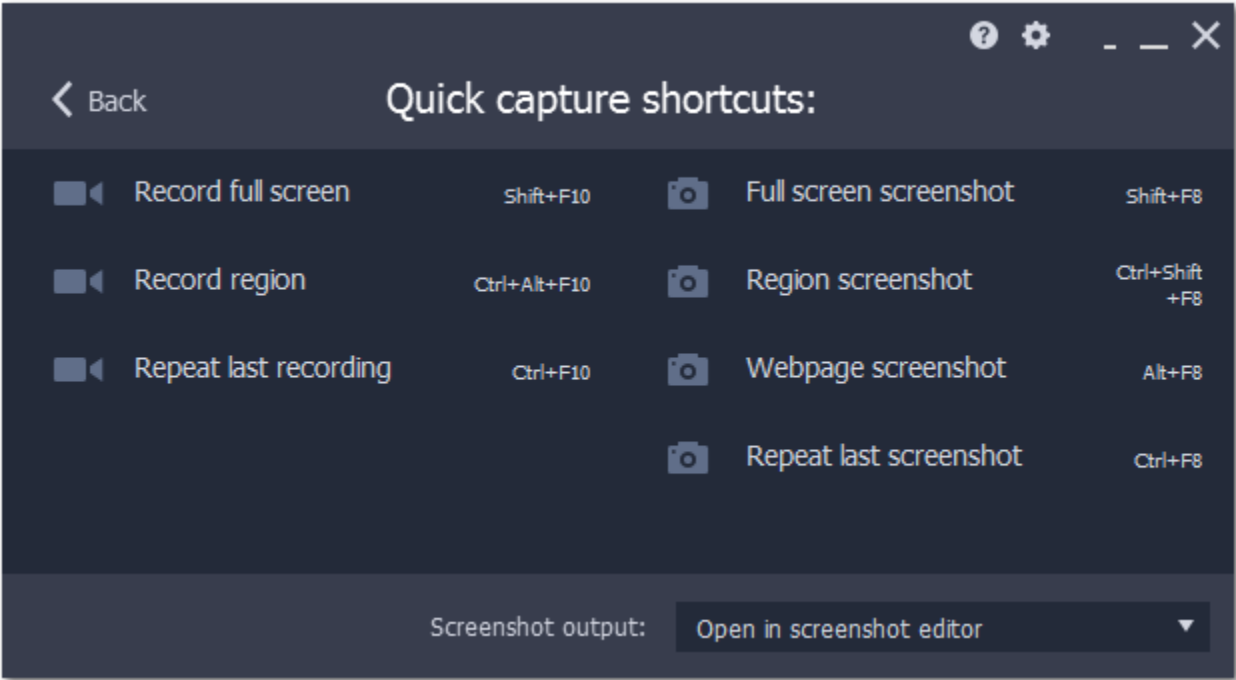 Back
Quick capture shortcuts:
Record full screen Shift+F10
Full screen screenshot Shift+F8
Record region Ctrl+Alt+F10
Region screenshot Ctrl+Shift
+F8
Repeat last recording Ctrl+F10
Webpage screenshot Alt+F8
Repeat last screenshot Ctrl+F8
Screenshot output: Open in screenshot editor